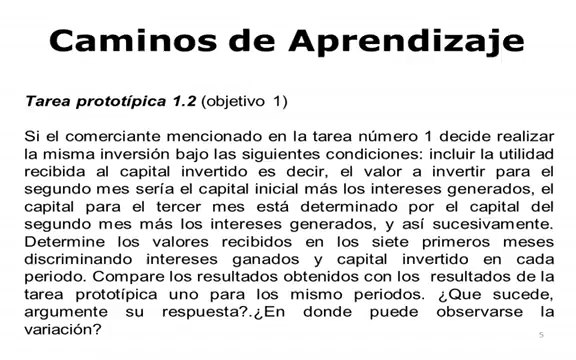 Caminos de Aprendizaje
Tarea prototípica 1.2 (objetivo 1)
Si el comerciante mencionado en la tarea número 1 decide realizar
la misma inversión bajo las siguientes condiciones: incluir la utilidad
recibida al capital invertido es decir, el valor a invertir para el
segundo mes sería el capital inicial más los intereses generados, el
capital para el tercer mes está determinado por el capital del
segundo mes más los intereses generados, y así sucesivamente.
Determine los valores recibidos en los siete primeros meses
discriminando intereses ganados y capital invertido en cada
periodo. Compare los resultados obtenidos con los resultados de la
tarea prototípica uno para los mismo periodos. ¿Que sucede,
argumente su respuesta?.¿En donde puede observarse la
variación?
5